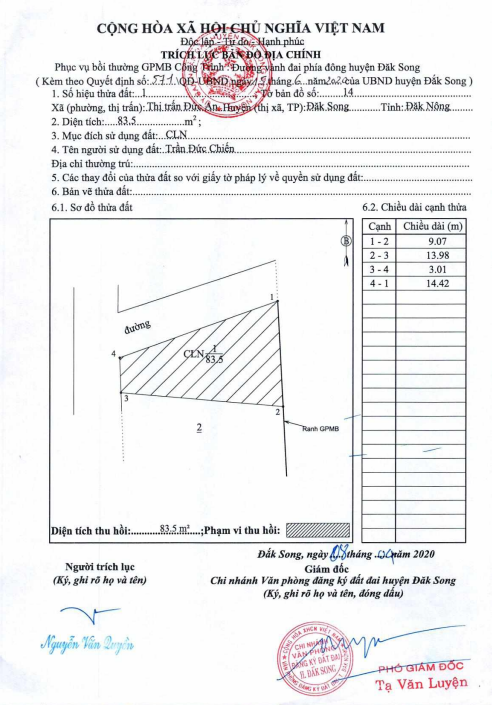 CỘNG HÒA XÃ HỘI CHỦ NGHĨA VIỆT NAM
Độc lập - Tự do - Hạnh phúc
TRÍCH LỤC BẢN ĐỒ ĐỊA CHÍNH
Phục vụ bồi thường GPMB Công Trình : Đường vành đai phía đông huyện Đăk Song
( Kèm theo Quyết định số: 571 /QĐ-UBND ngày 15 tháng 6 năm 2020 của UBND huyện Đăk Song )
1. Số hiệu thửa đất: 1 Tờ bản đồ số: 14
Xã (phường, thị trấn): Thị trấn Đức An, Huyện (thị xã, TP): Đăk Song Tỉnh: Đăk Nông
2. Diện tích: 83.5 m² ;
3. Mục đích sử dụng đất: CLN
4. Tên người sử dụng đất: Trần Đức Chiến
Địa chỉ thường trú:
5. Các thay đổi của thửa đất so với giấy tờ pháp lý về quyền sử dụng đất:
6. Bản vẽ thửa đất:
6.1. Sơ đồ thửa đất
6.2. Chiều dài cạnh thửa
Cạnh Chiều dài (m)
1 - 2 9.07
2 - 3 13.98
3 - 4 3.01
4 - 1 14.42
B
1
đường
4
CLN 1
83.5
3
2
2
Ranh GPMB
Diện tích thu hồi: 83.5 m² ;Phạm vi thu hồi:
Đắk Song, ngày 08 tháng 04 năm 2020
Người trích lục
(Ký, ghi rõ họ và tên)
Giám đốc
Chi nhánh Văn phòng đăng ký đất đai huyện Đăk Song
(Ký, ghi rõ họ và tên, đóng dấu)
Nguyễn Văn Quyên
CHI NHÁNH
VĂN PHÒNG
ĐĂNG KÝ ĐẤT ĐAI
H. ĐẮK SONG
PHÓ GIÁM ĐỐC
Tạ Văn Luyện